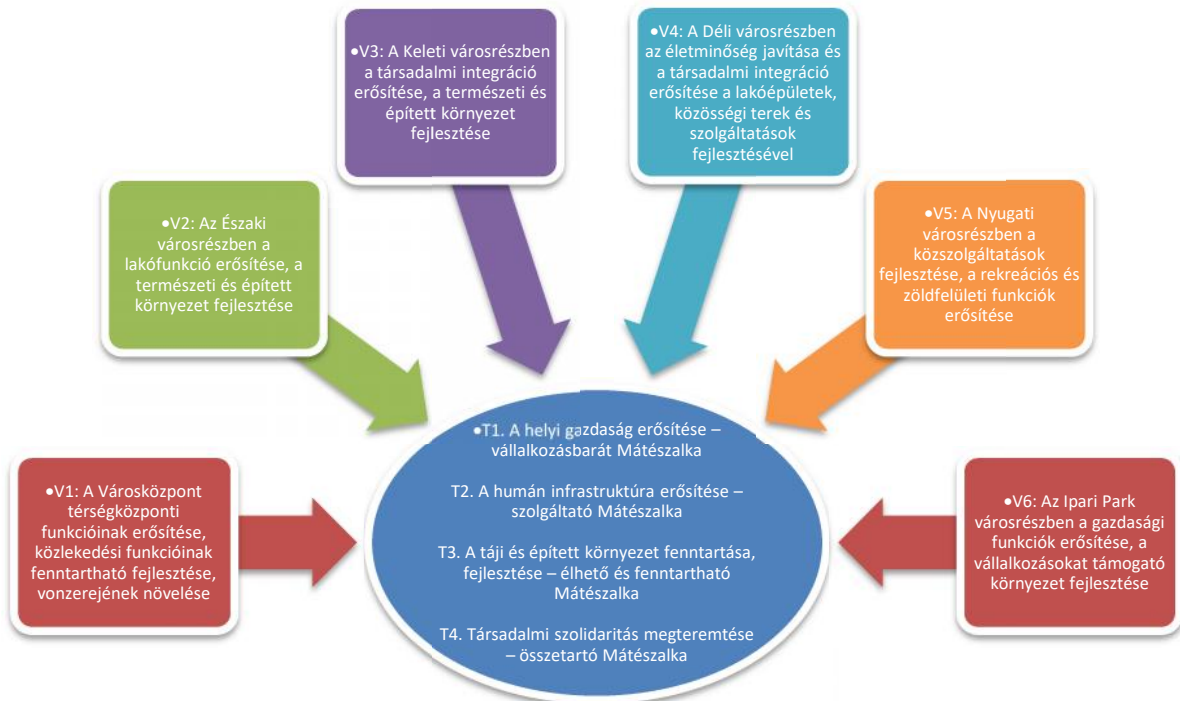 •V3: A Keleti városrészben
a társadalmi integráció
erősítése, a természeti és
épített környezet
fejlesztése
•V4: A Déli városrészben
az életminőség javítása és
a társadalmi integráció
erősítése a lakóépületek,
közösségi terek és
szolgáltatások
fejlesztésével
•V2: Az Északi
városrészben a
lakófunkció erősítése, a
természeti és épített
környezet fejlesztése
•V5: A Nyugati
városrészben a
közszolgáltatások
fejlesztése, a rekreációs és
zöldfelületi funkciók
erősítése
•V1: A Városközpont
térségközponti
funkcióinak erősítése,
közlekedési funkcióinak
fenntartható fejlesztése,
vonzerejének növelése
•T1. A helyi gazdaság erősítése –
vállalkozásbarát Mátészalka
T2. A humán infrastruktúra erősítése –
szolgáltató Mátészalka
T3. A táji és épített környezet fenntartása,
fejlesztése – élhető és fenntartható
Mátészalka
T4. Társadalmi szolidaritás megteremtése
– összetartó Mátészalka
•V6: Az Ipari Park
városrészben a gazdasági
funkciók erősítése, a
vállalkozásokat támogató
környezet fejlesztése